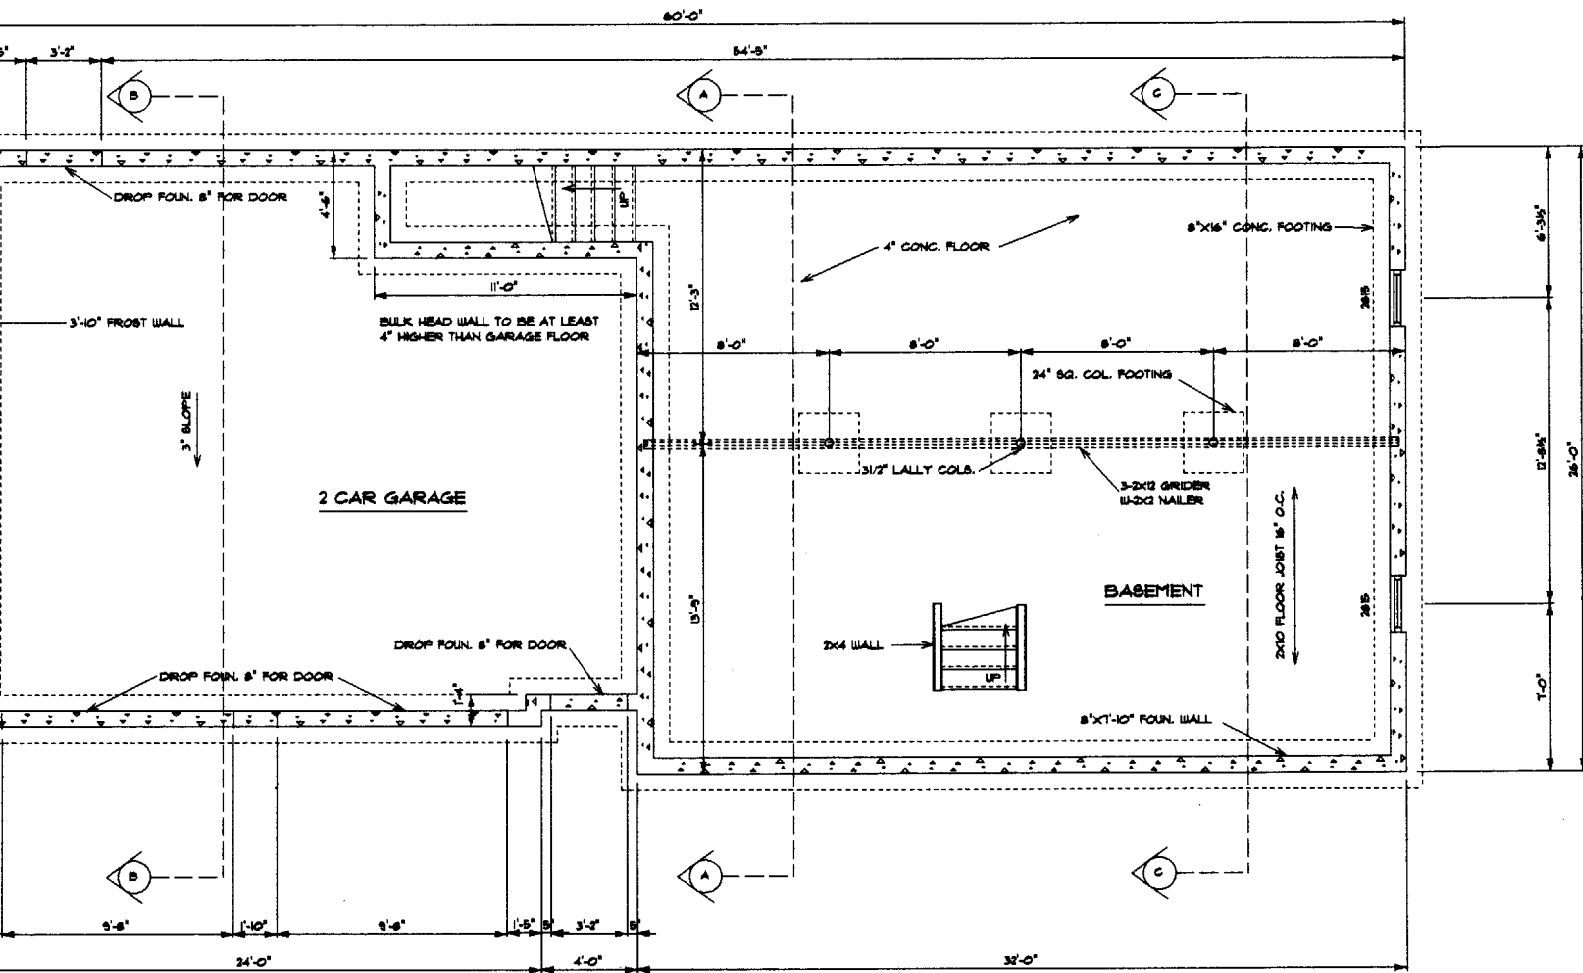 60'-0"
3'-2"
54'-5"
B
A
C
DROP FOUN. 8" FOR DOOR
4'-6"
UP
4" CONC. FLOOR
8"X16" CONC. FOOTING
6'-3½"
11'-0"
12'-3"
2815
3'-10" FROST WALL
BULK HEAD WALL TO BE AT LEAST
4" HIGHER THAN GARAGE FLOOR
8'-0"
8'-0"
8'-0"
8'-0"
24" SQ. COL. FOOTING
3" SLOPE
31/2" LALLY COLS.
3-2X12 GRIDER
W-2X2 NAILER
12'-8½"
26'-0"
2 CAR GARAGE
2X10 FLOOR JOIST 16" O.C.
BASEMENT
13'-9"
2815
2X4 WALL
UP
DROP FOUN. 8" FOR DOOR
DROP FOUN. 8" FOR DOOR
1'-4"
7'-0"
8"X7'-10" FOUN. WALL
B
A
C
9'-8"
1'-10"
9'-8"
1'-5"
5"
3'-2"
5"
24'-0"
4'-0"
32'-0"